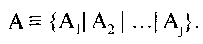 A ≡ {A₁| A₂ | …| Aⱼ}.